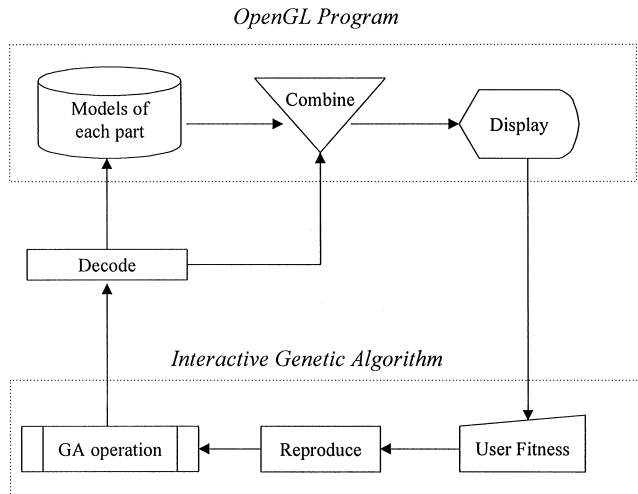 OpenGL Program
Models of
each part
Combine
Display
Decode
Interactive Genetic Algorithm
GA operation
Reproduce
User Fitness